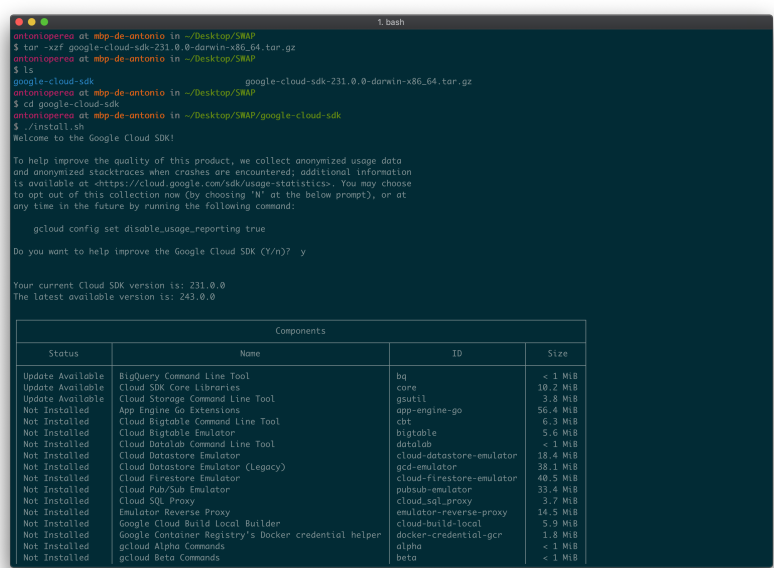 1. bash
antonioperea at mbp-de-antonio in ~/Desktop/SWAP
$ tar -xzf google-cloud-sdk-231.0.0-darwin-x86_64.tar.gz
antonioperea at mbp-de-antonio in ~/Desktop/SWAP
$ ls
google-cloud-sdk google-cloud-sdk-231.0.0-darwin-x86_64.tar.gz
antonioperea at mbp-de-antonio in ~/Desktop/SWAP
$ cd google-cloud-sdk
antonioperea at mbp-de-antonio in ~/Desktop/SWAP/google-cloud-sdk
$ ./install.sh
Welcome to the Google Cloud SDK!
To help improve the quality of this product, we collect anonymized usage data
and anonymized stacktraces when crashes are encountered; additional information
is available at <https://cloud.google.com/sdk/usage-statistics>. You may choose
to opt out of this collection now (by choosing 'N' at the below prompt), or at
any time in the future by running the following command:
gcloud config set disable_usage_reporting true
Do you want to help improve the Google Cloud SDK (Y/n)? y
Your current Cloud SDK version is: 231.0.0
The latest available version is: 243.0.0
Components
Status Name ID Size
Update Available BigQuery Command Line Tool bq < 1 MiB
Update Available Cloud SDK Core Libraries core 10.2 MiB
Update Available Cloud Storage Command Line Tool gsutil 3.8 MiB
Not Installed App Engine Go Extensions app-engine-go 56.4 MiB
Not Installed Cloud Bigtable Command Line Tool cbt 6.3 MiB
Not Installed Cloud Bigtable Emulator bigtable 5.6 MiB
Not Installed Cloud Datalab Command Line Tool datalab < 1 MiB
Not Installed Cloud Datastore Emulator cloud-datastore-emulator 18.4 MiB
Not Installed Cloud Datastore Emulator (Legacy) gcd-emulator 38.1 MiB
Not Installed Cloud Firestore Emulator cloud-firestore-emulator 40.5 MiB
Not Installed Cloud Pub/Sub Emulator pubsub-emulator 33.4 MiB
Not Installed Cloud SQL Proxy cloud_sql_proxy 3.7 MiB
Not Installed Emulator Reverse Proxy emulator-reverse-proxy 14.5 MiB
Not Installed Google Cloud Build Local Builder cloud-build-local 5.9 MiB
Not Installed Google Container Registry's Docker credential helper docker-credential-gcr 1.8 MiB
Not Installed gcloud Alpha Commands alpha < 1 MiB
Not Installed gcloud Beta Commands beta < 1 MiB